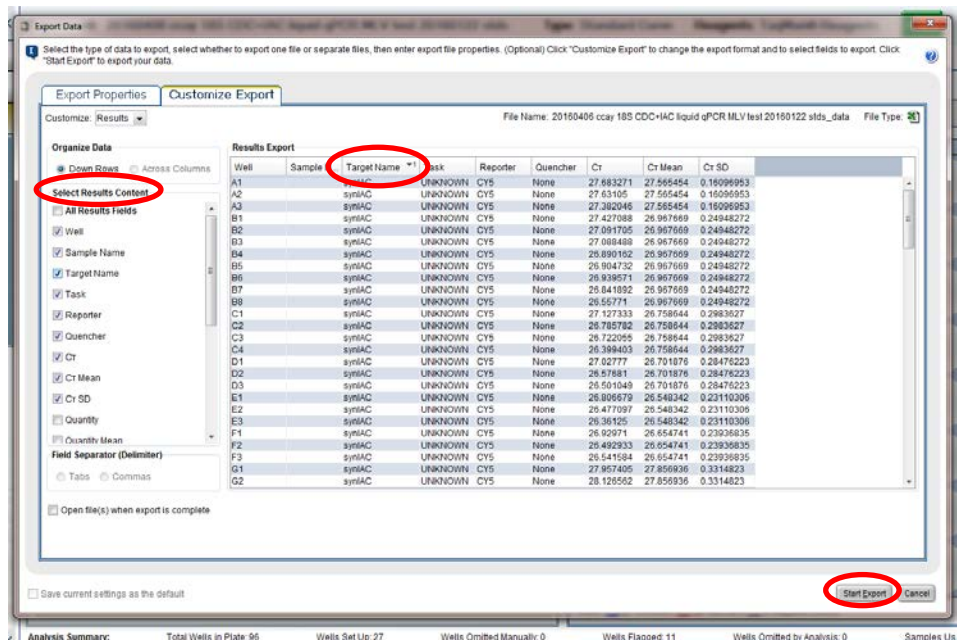 Export Data
Select the type of data to export, select whether to export one file or separate files, then enter export file properties. (Optional) Click "Customize Export" to change the export format and to select fields to export. Click
"Start Export" to export your data.
Export Properties Customize Export
Customize: Results File Name: 20160406 ccay 18S CDC+IAC liquid qPCR MLV test 20160122 stds_data File Type:
Organize Data
Down Rows Across Columns
Select Results Content
All Results Fields
Well
Sample Name
Target Name
Task
Reporter
Quencher
CT
CT Mean
CT SD
Quantity
Quantity Mean
Field Separator (Delimiter)
Tabs Commas
Open file(s) when export is complete
Results Export
Well Sample Target Name Task Reporter Quencher CT CT Mean CT SD
A1 synIAC UNKNOWN CY5 None 27.683271 27.565454 0.16096953
A2 synIAC UNKNOWN CY5 None 27.63105 27.565454 0.16096953
A3 synIAC UNKNOWN CY5 None 27.382046 27.565454 0.16096953
B1 synIAC UNKNOWN CY5 None 27.427088 26.967669 0.24948272
B2 synIAC UNKNOWN CY5 None 27.091705 26.967669 0.24948272
B3 synIAC UNKNOWN CY5 None 27.088488 26.967669 0.24948272
B4 synIAC UNKNOWN CY5 None 26.890162 26.967669 0.24948272
B5 synIAC UNKNOWN CY5 None 26.904732 26.967669 0.24948272
B6 synIAC UNKNOWN CY5 None 26.939571 26.967669 0.24948272
B7 synIAC UNKNOWN CY5 None 26.841892 26.967669 0.24948272
B8 synIAC UNKNOWN CY5 None 26.55771 26.967669 0.24948272
C1 synIAC UNKNOWN CY5 None 27.127333 26.758644 0.2983627
C2 synIAC UNKNOWN CY5 None 26.785782 26.758644 0.2983627
C3 synIAC UNKNOWN CY5 None 26.722055 26.758644 0.2983627
C4 synIAC UNKNOWN CY5 None 26.399403 26.758644 0.2983627
D1 synIAC UNKNOWN CY5 None 27.02777 26.701876 0.28476223
D2 synIAC UNKNOWN CY5 None 26.57681 26.701876 0.28476223
D3 synIAC UNKNOWN CY5 None 26.501049 26.701876 0.28476223
E1 synIAC UNKNOWN CY5 None 26.806679 26.548342 0.23110306
E2 synIAC UNKNOWN CY5 None 26.477097 26.548342 0.23110306
E3 synIAC UNKNOWN CY5 None 26.36125 26.548342 0.23110306
F1 synIAC UNKNOWN CY5 None 26.92971 26.654741 0.23936835
F2 synIAC UNKNOWN CY5 None 26.492933 26.654741 0.23936835
F3 synIAC UNKNOWN CY5 None 26.541584 26.654741 0.23936835
G1 synIAC UNKNOWN CY5 None 27.957405 27.856936 0.3314823
G2 synIAC UNKNOWN CY5 None 28.126562 27.856936 0.3314823
Save current settings as the default
Start Export Cancel
Analysis Summary: Total Wells in Plate: 96 Wells Set Up: 27 Wells Omitted Manually: 0 Wells Flagged: 11 Wells Omitted by Analysis: 0 Samples Us